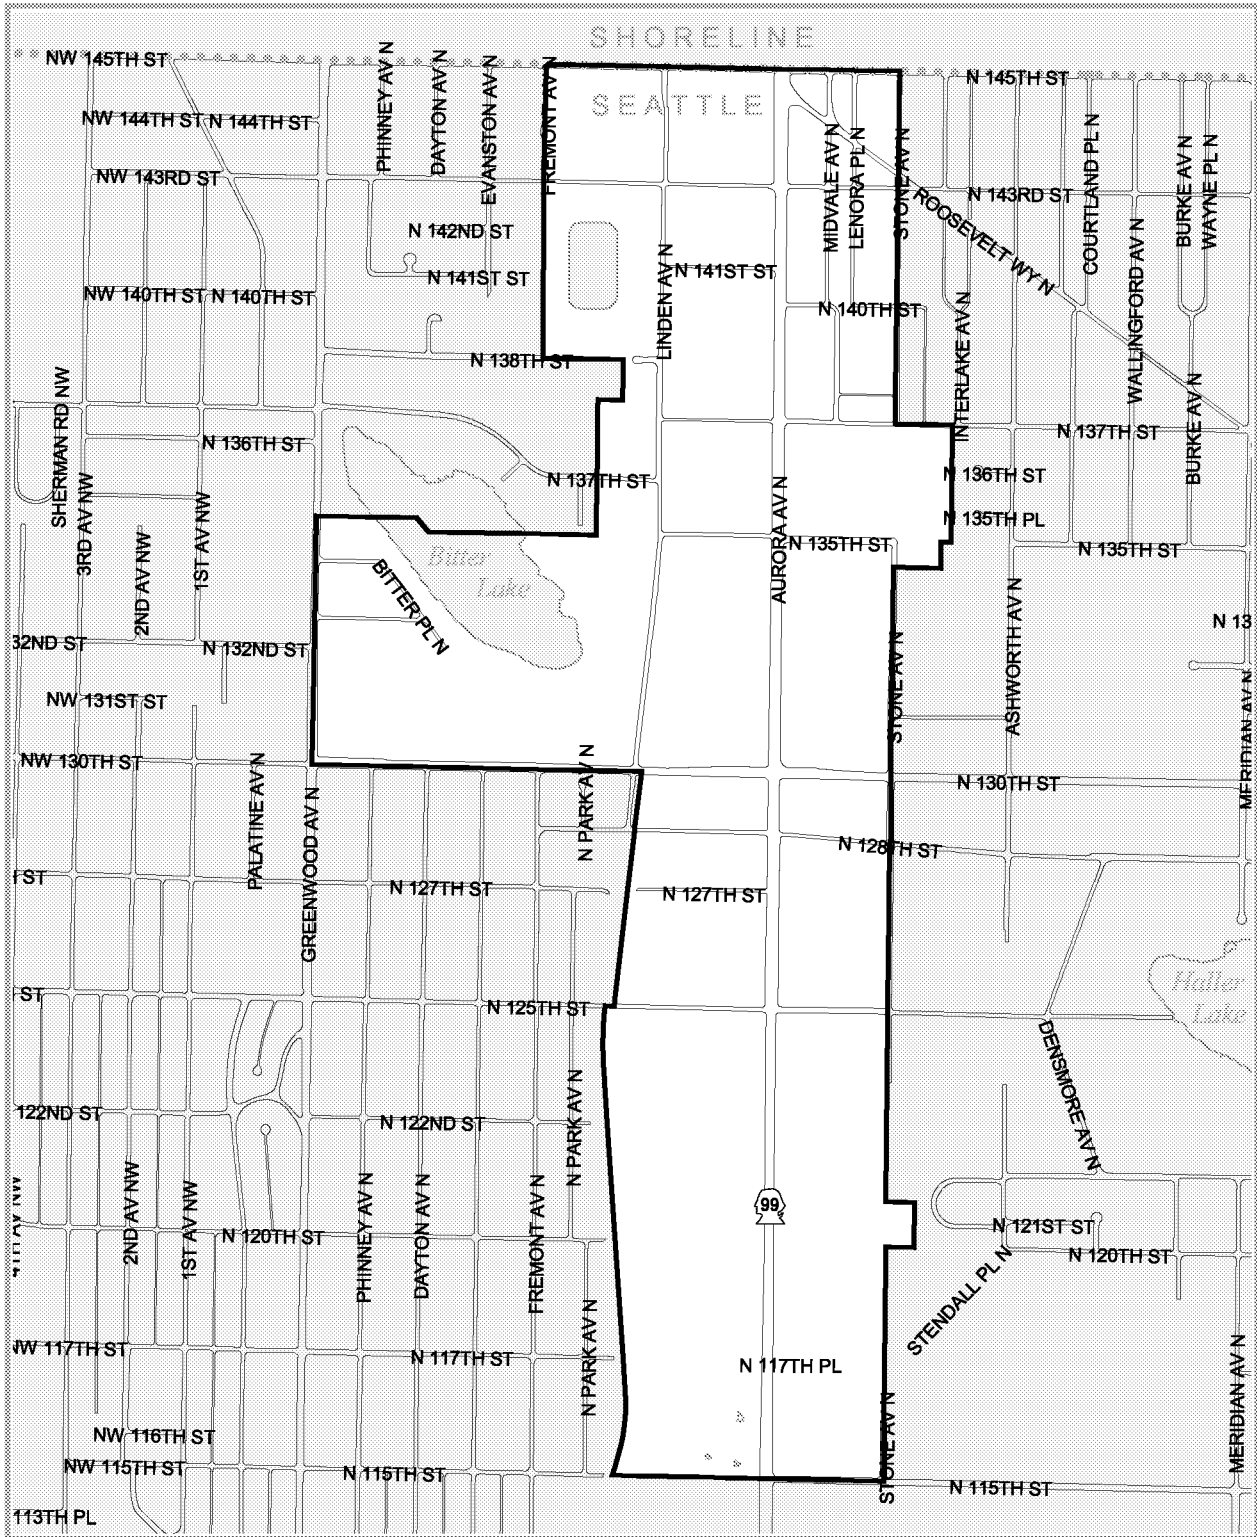 SHORELINE
NW 145TH ST
N 145TH ST
SEATTLE
PHINNEY AV N
DAYTON AV N
EVANSTON AV N
FREMONT AV N
NW 144TH ST
N 144TH ST
MIDVALE AV N
LENORA PL N
STONE AV N
COURTLAND PL N
BURKE AV N
WAYNE PL N
NW 143RD ST
N 143RD ST
ROOSEVELT WY N
N 142ND ST
N 141ST ST
LINDEN AV N
N 141ST ST
WALLINGFORD AV N
NW 140TH ST
N 140TH ST
N 140TH ST
INTERLAKE AV N
N 138TH ST
SHERMAN RD NW
BURKE AV N
N 136TH ST
N 137TH ST
N 137TH ST
N 136TH ST
3RD AV NW
2ND AV NW
1ST AV NW
AURORA AV N
N 135TH PL
N 135TH ST
N 135TH ST
Bitter
Lake
BITTER PL N
ASHWORTH AV N
N 13
32ND ST
N 132ND ST
STONE AV N
NW 131ST ST
MERIDIAN AV N
NW 130TH ST
N 130TH ST
PALATINE AV N
GREENWOOD AV N
N PARK AV N
N 128TH ST
ST
N 127TH ST
N 127TH ST
Haller
Lake
ST
N 125TH ST
DENSMORE AV N
122ND ST
N 122ND ST
N PARK AV N
2ND AV NW
1ST AV NW
PHINNEY AV N
DAYTON AV N
FREMONT AV N
99
N 120TH ST
N 121ST ST
N 120TH ST
STENDALL PL N
NW 117TH ST
N 117TH ST
N PARK AV N
N 117TH PL
MERIDIAN AV N
STONE AV N
NW 116TH ST
NW 115TH ST
N 115TH ST
N 115TH ST
113TH PL